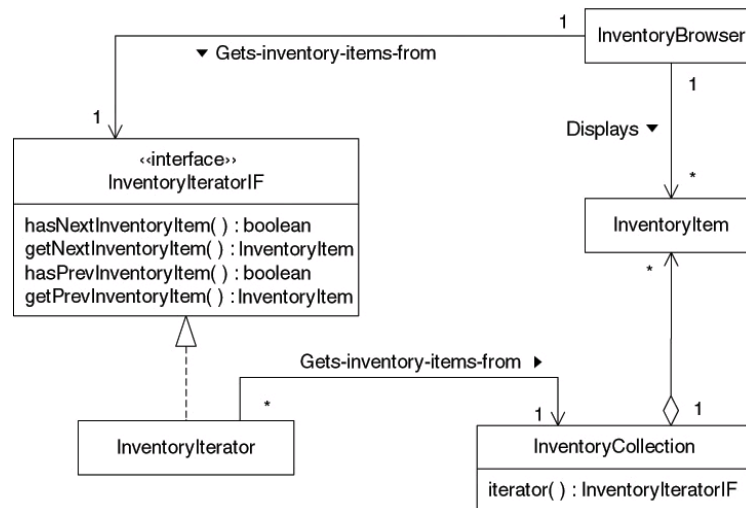 1
InventoryBrowser
▼ Gets-inventory-items-from
1
1
Displays ▼
‹‹interface››
InventoryIteratorIF
*
hasNextInventoryItem( ) : boolean
getNextInventoryItem( ) : InventoryItem
hasPrevInventoryItem( ) : boolean
getPrevInventoryItem( ) : InventoryItem
InventoryItem
*
Gets-inventory-items-from ▶
*
1
1
InventoryIterator
InventoryCollection
iterator( ) : InventoryIteratorIF